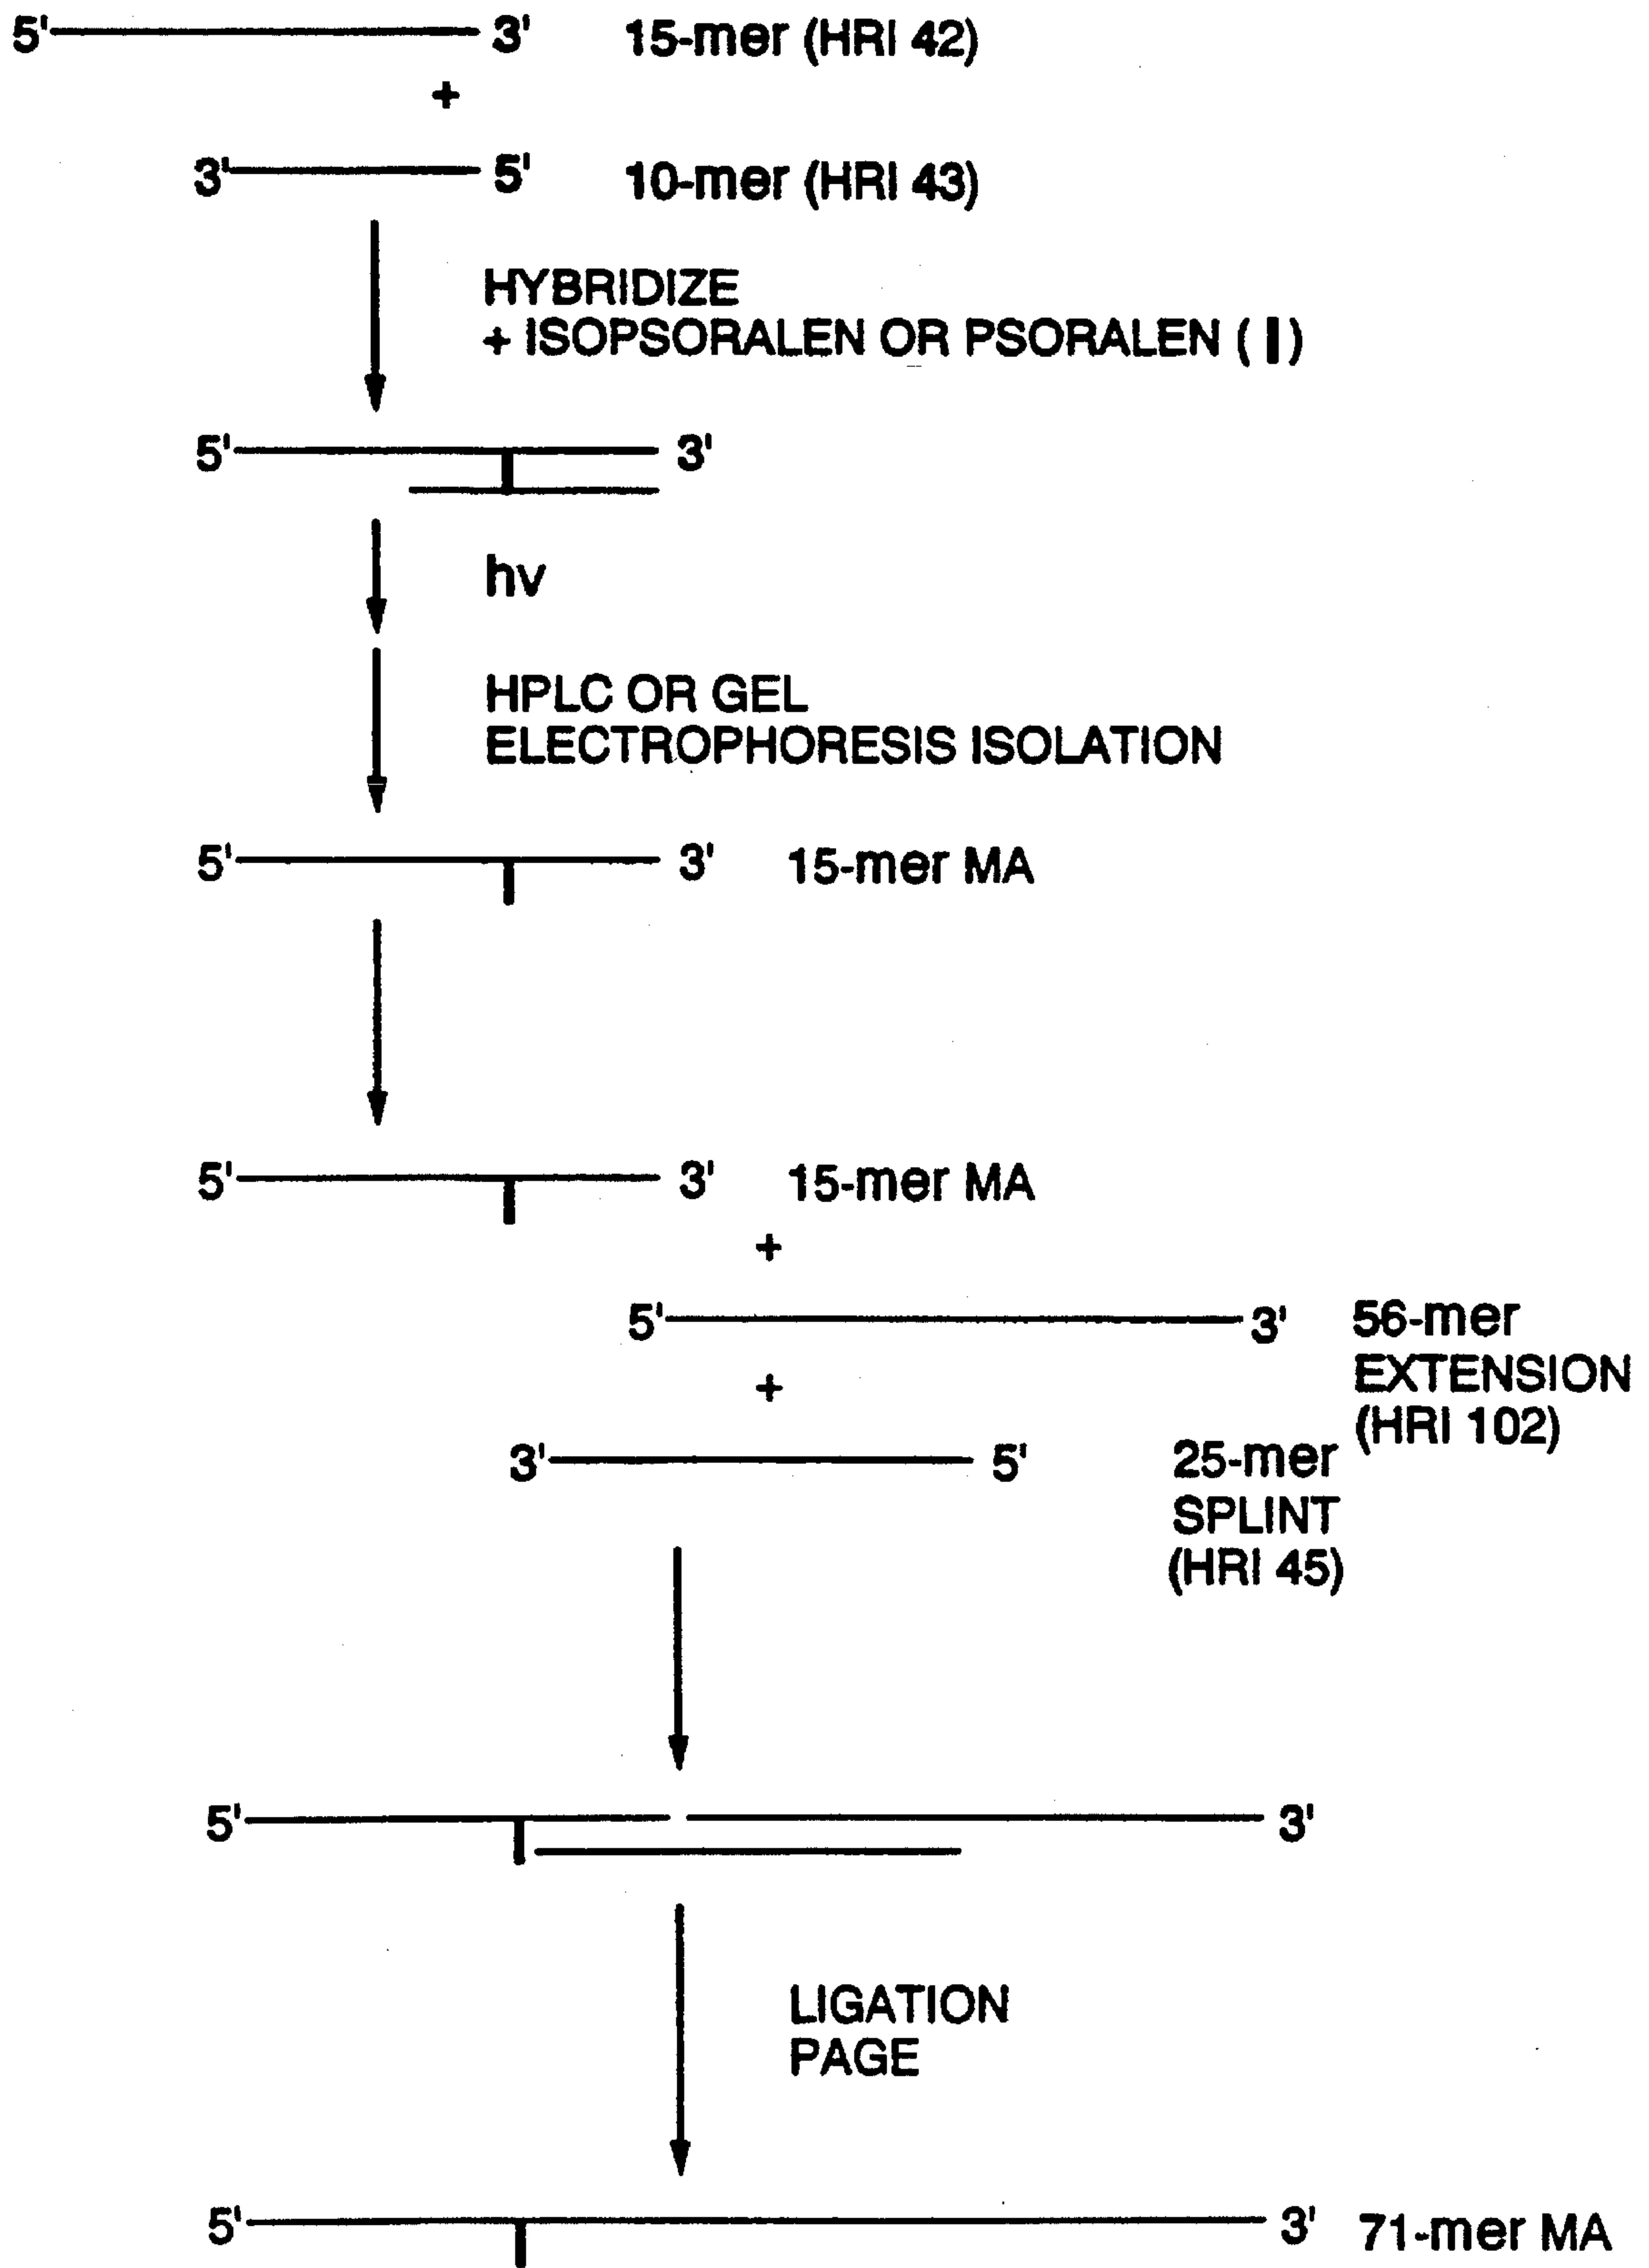 5' 3' 15-mer (HRI 42)
+
3' 5' 10-mer (HRI 43)
HYBRIDIZE
+ ISOPSORALEN OR PSORALEN ( | )
5' 3'
hν
HPLC OR GEL
ELECTROPHORESIS ISOLATION
5' 3' 15-mer MA
5' 3' 15-mer MA
+
5' 3' 56-mer
EXTENSION
(HRI 102)
+
3' 5' 25-mer
SPLINT
(HRI 45)
5' 3'
LIGATION
PAGE
5' 3' 71-mer MA